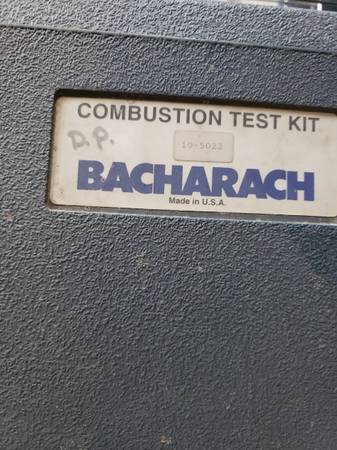 COMBUSTION TEST KIT
D.P.
10-5022
BACHARACH
Made in U.S.A.